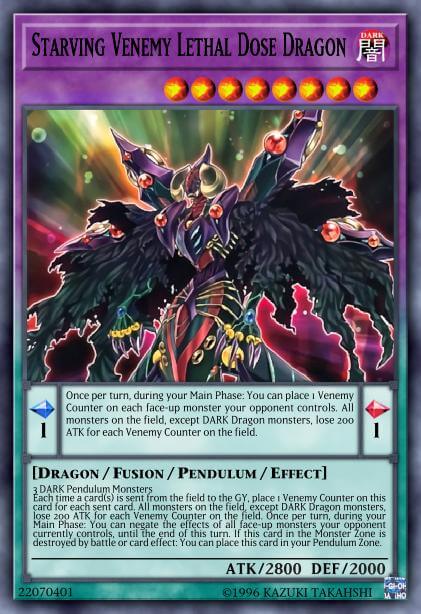 STARVING VENEMY LETHAL DOSE DRAGON
DARK
闇
Once per turn, during your Main Phase: You can place 1 Venemy
Counter on each face-up monster your opponent controls. All
monsters on the field, except DARK Dragon monsters, lose 200
ATK for each Venemy Counter on the field.
1
1
[DRAGON / FUSION / PENDULUM / EFFECT]
3 DARK Pendulum Monsters
Each time a card(s) is sent from the field to the GY, place 1 Venemy Counter on this
card for each sent card. All monsters on the field, except DARK Dragon monsters,
lose 200 ATK for each Venemy Counter on the field. Once per turn, during your
Main Phase: You can negate the effects of all face-up monsters your opponent
currently controls, until the end of this turn. If this card in the Monster Zone is
destroyed by battle or card effect: You can place this card in your Pendulum Zone.
ATK/2800 DEF/2000
22070401
©1996 KAZUKI TAKAHSHI